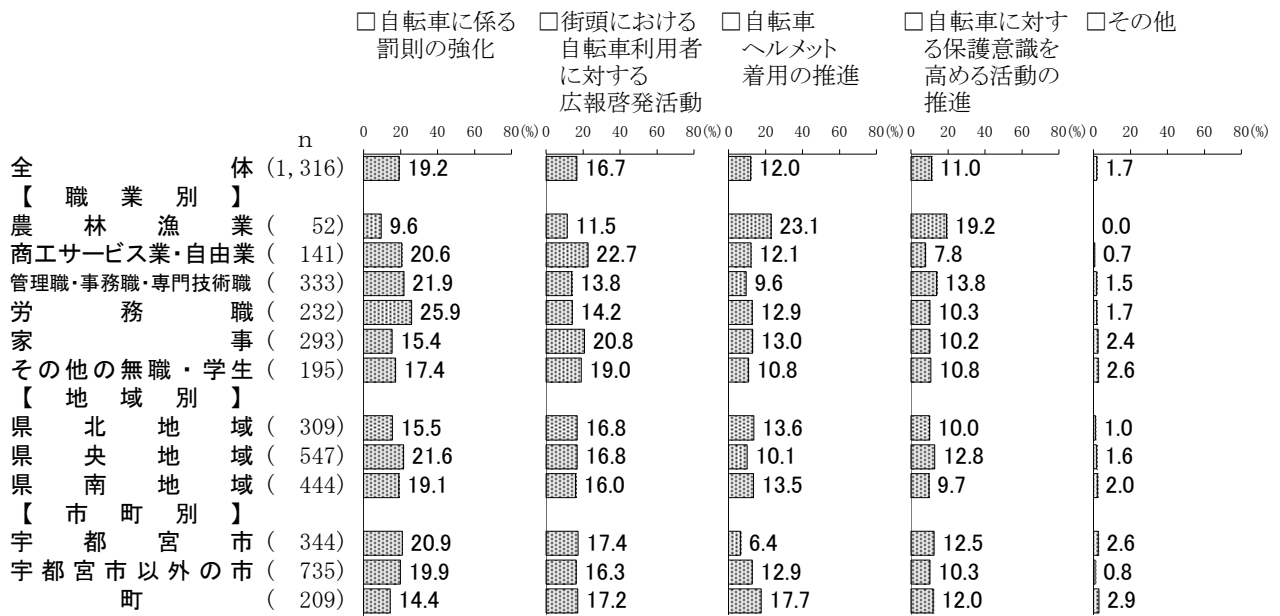 □自転車に係る □街頭における □自転車 □自転車に対す □その他
罰則の強化 自転車利用者 ヘルメット る保護意識を
に対する 着用の推進 高める活動の
広報啓発活動 推進
n 0 20 40 60 80(%) 0 20 40 60 80(%) 0 20 40 60 80(%) 0 20 40 60 80(%) 0 20 40 60 80(%)
全体 (1,316) 19.2 16.7 12.0 11.0 1.7
【職業別】
農林漁業 ( 52) 9.6 11.5 23.1 19.2 0.0
商工サービス業・自由業 ( 141) 20.6 22.7 12.1 7.8 0.7
管理職・事務職・専門技術職 ( 333) 21.9 13.8 9.6 13.8 1.5
労務職 ( 232) 25.9 14.2 12.9 10.3 1.7
家事 ( 293) 15.4 20.8 13.0 10.2 2.4
その他の無職・学生 ( 195) 17.4 19.0 10.8 10.8 2.6
【地域別】
県北地域 ( 309) 15.5 16.8 13.6 10.0 1.0
県央地域 ( 547) 21.6 16.8 10.1 12.8 1.6
県南地域 ( 444) 19.1 16.0 13.5 9.7 2.0
【市町別】
宇都宮市 ( 344) 20.9 17.4 6.4 12.5 2.6
宇都宮市以外の市 ( 735) 19.9 16.3 12.9 10.3 0.8
町 ( 209) 14.4 17.2 17.7 12.0 2.9